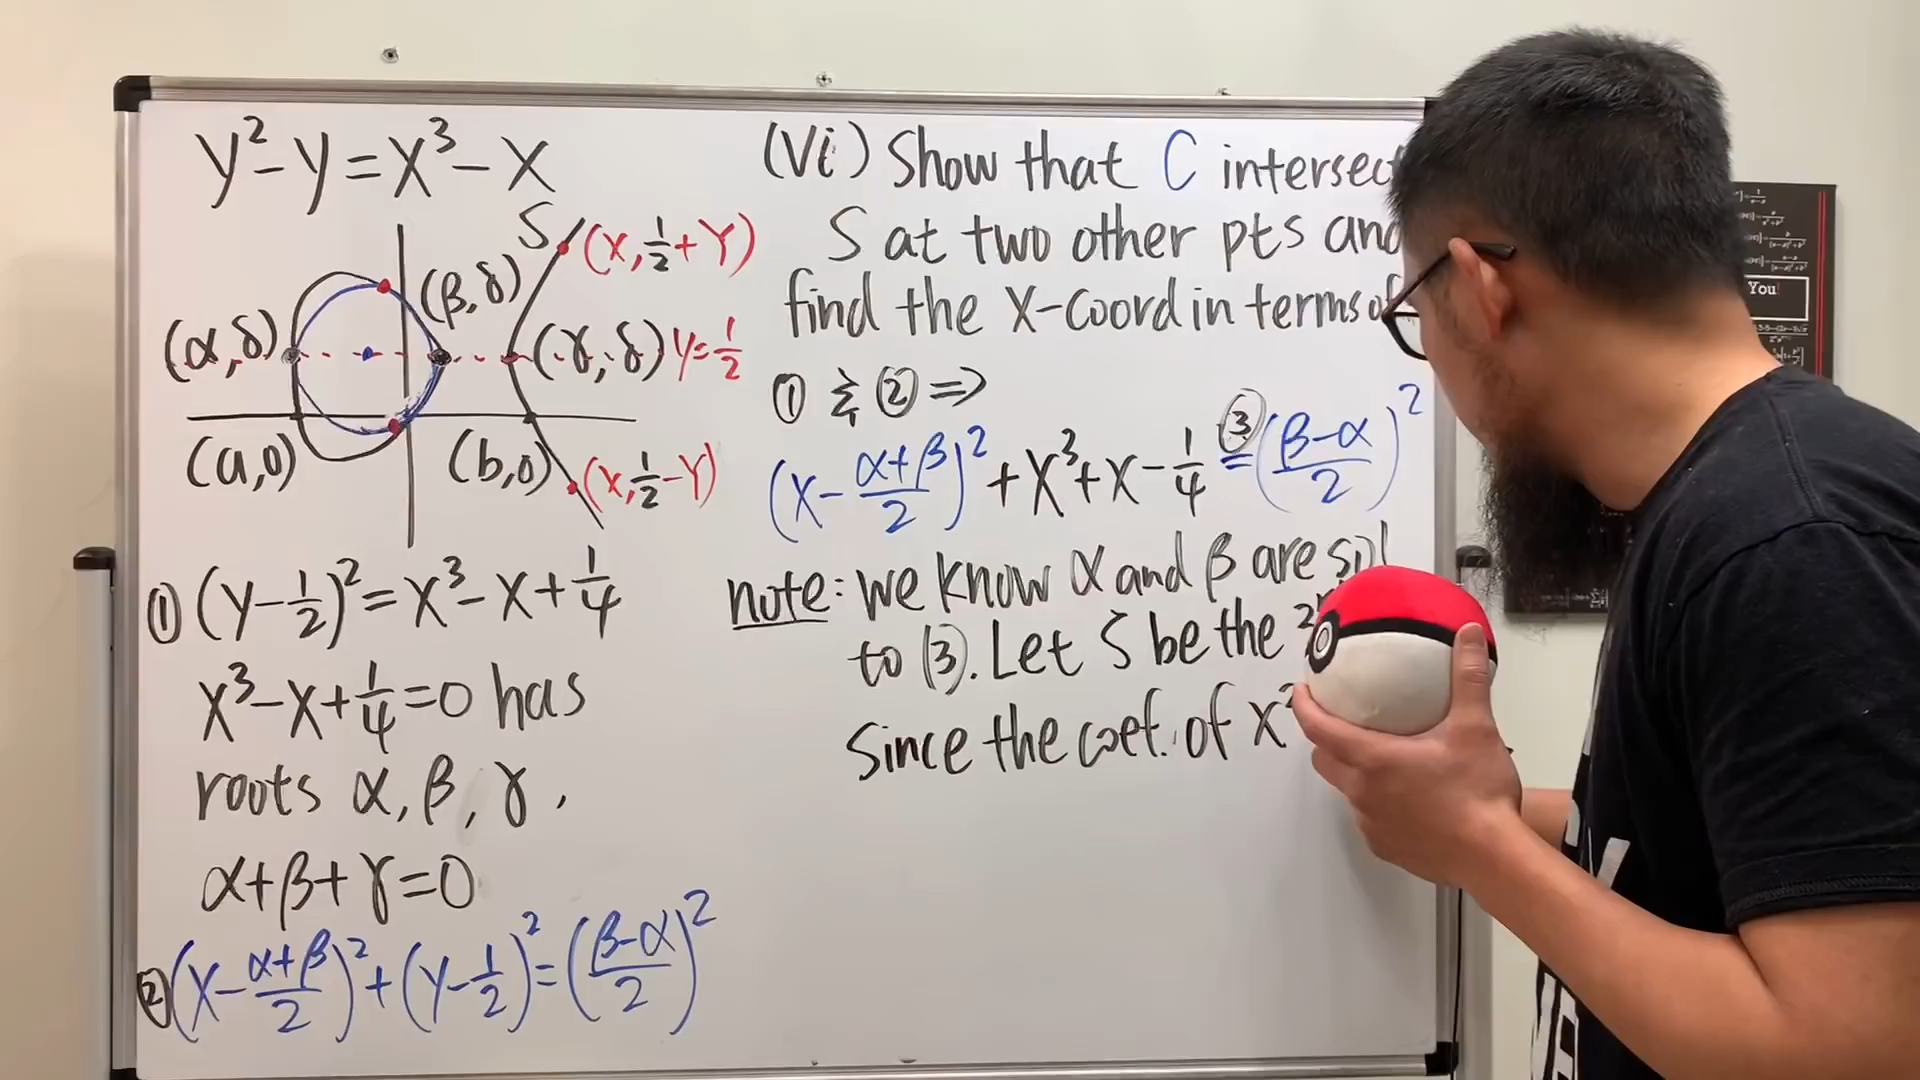 y² - y = x³ - x
S
(x, 1/2 + Y)
(β, δ)
(α, δ)
(γ, δ) y = 1/2
(a, 0)
(b, 0)
(x, 1/2 - Y)
① (y - 1/2)² = x³ - x + 1/4
x³ - x + 1/4 = 0 has
roots α, β, γ,
α + β + γ = 0
② (x - (α+β)/2)² + (y - 1/2)² = ((β-α)/2)²
(Vi) Show that C
S at two other pts and
find the x-coord in terms of
① & ② =>
(x - (α+β)/2)² + x³ + x - 1/4 =③ ((β-α)/2)²
note: we know α and β are
to (3). Let ζ be the
Since the coef. of x²
You!